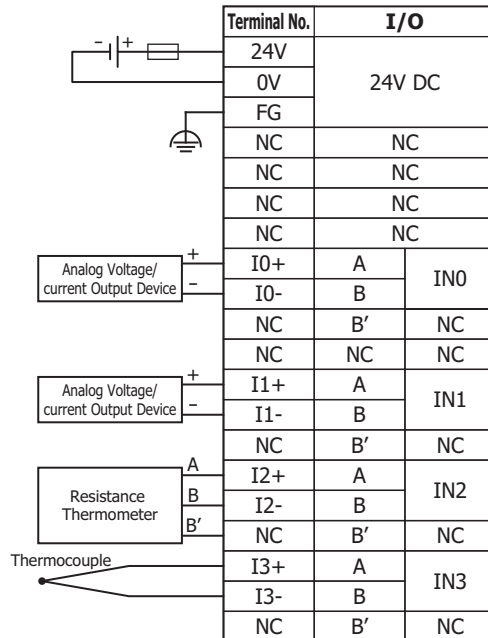 Terminal No. I/O
- + 24V
0V 24V DC
FG
NC NC
NC NC
NC NC
NC NC
Analog Voltage/
current Output Device
+ I0+ A
- I0- B
IN0
NC B′ NC
NC NC NC
Analog Voltage/
current Output Device
+ I1+ A
- I1- B
IN1
NC B′ NC
Resistance
Thermometer
A I2+ A
B I2- B
IN2
B′ NC B′ NC
Thermocouple
I3+ A
I3- B
IN3
NC B′ NC